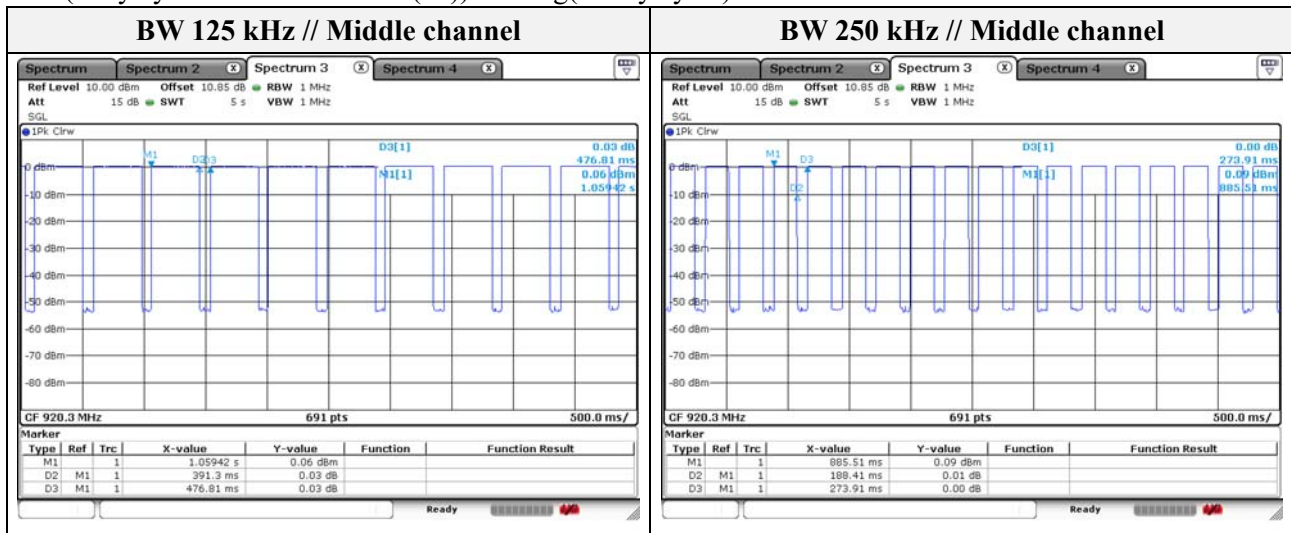 BW 125 kHz // Middle channel
Spectrum Spectrum 2 Spectrum 3 Spectrum 4
Ref Level 10.00 dBm Offset 10.85 dB RBW 1 MHz
Att 15 dB SWT 5 s VBW 1 MHz
SGL
1Pk Clrw
D3[1] 0.03 dB
476.81 ms
M1[1] 0.06 dBm
1.05942 s
M1
D2 D3
0 dBm
-10 dBm
-20 dBm
-30 dBm
-40 dBm
-50 dBm
-60 dBm
-70 dBm
-80 dBm
CF 920.3 MHz 691 pts 500.0 ms/
Marker
Type Ref Trc X-value Y-value Function Function Result
M1 1 1.05942 s 0.06 dBm
D2 M1 1 391.3 ms 0.03 dB
D3 M1 1 476.81 ms 0.03 dB
Ready
BW 250 kHz // Middle channel
Spectrum Spectrum 2 Spectrum 3 Spectrum 4
Ref Level 10.00 dBm Offset 10.85 dB RBW 1 MHz
Att 15 dB SWT 5 s VBW 1 MHz
SGL
1Pk Clrw
D3[1] 0.00 dB
273.91 ms
M1[1] 0.09 dBm
885.51 ms
M1
D3
D2
0 dBm
-10 dBm
-20 dBm
-30 dBm
-40 dBm
-50 dBm
-60 dBm
-70 dBm
-80 dBm
CF 920.3 MHz 691 pts 500.0 ms/
Marker
Type Ref Trc X-value Y-value Function Function Result
M1 1 885.51 ms 0.09 dBm
D2 M1 1 188.41 ms 0.01 dB
D3 M1 1 273.91 ms 0.00 dB
Ready